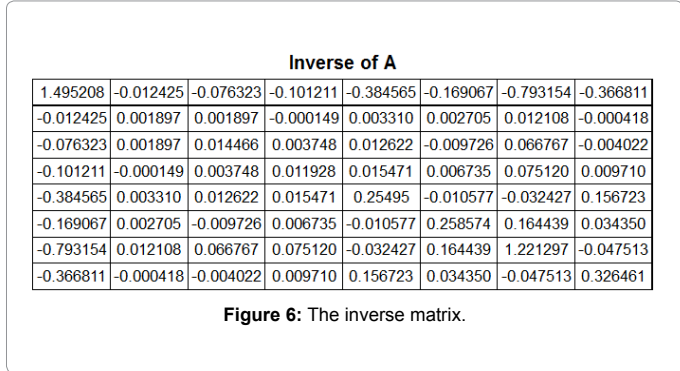 Inverse of A
1.495208 -0.012425 -0.076323 -0.101211 -0.384565 -0.169067 -0.793154 -0.366811
-0.012425 0.001897 0.001897 -0.000149 0.003310 0.002705 0.012108 -0.000418
-0.076323 0.001897 0.014466 0.003748 0.012622 -0.009726 0.066767 -0.004022
-0.101211 -0.000149 0.003748 0.011928 0.015471 0.006735 0.075120 0.009710
-0.384565 0.003310 0.012622 0.015471 0.25495 -0.010577 -0.032427 0.156723
-0.169067 0.002705 -0.009726 0.006735 -0.010577 0.258574 0.164439 0.034350
-0.793154 0.012108 0.066767 0.075120 -0.032427 0.164439 1.221297 -0.047513
-0.366811 -0.000418 -0.004022 0.009710 0.156723 0.034350 -0.047513 0.326461
Figure 6: The inverse matrix.